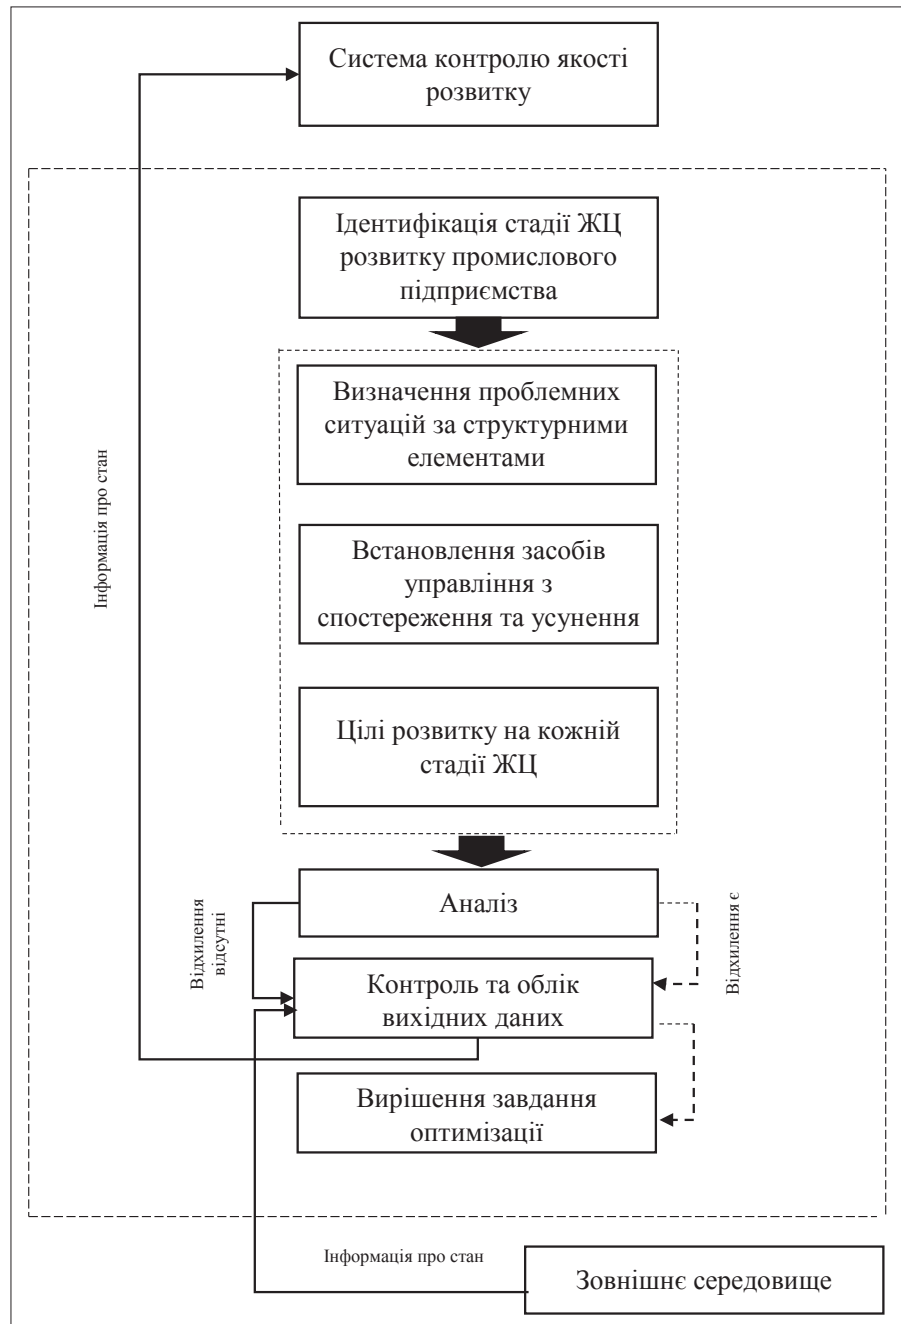 Система контролю якості
розвитку
Ідентифікація стадії ЖЦ
розвитку промислового
підприємства
Визначення проблемних
ситуацій за структурними
елементами
Інформація про стан
Встановлення засобів
управління з
спостереження та усунення
Цілі розвитку на кожній
стадії ЖЦ
Аналіз
Відхилення
відсутні
Відхилення є
Контроль та облік
вихідних даних
Вирішення завдання
оптимізації
Інформація про стан
Зовнішнє середовище